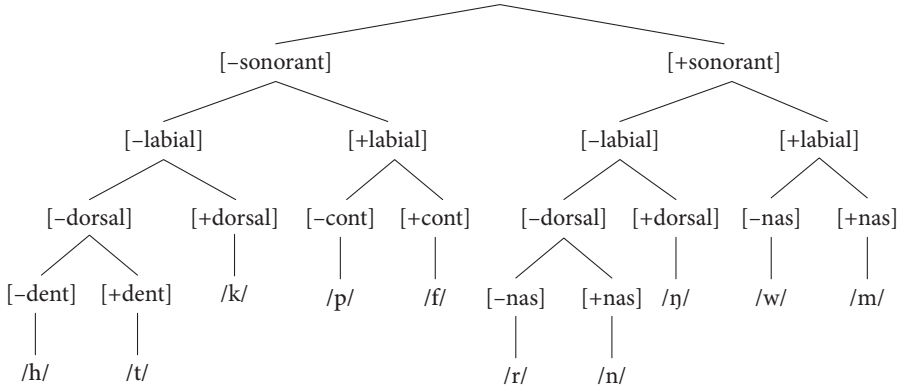 [–sonorant] [+sonorant]
[–labial] [+labial] [–labial] [+labial]
[–dorsal] [+dorsal] [–cont] [+cont] [–dorsal] [+dorsal] [–nas] [+nas]
[–dent] [+dent] /k/ /p/ /f/ [–nas] [+nas] /ŋ/ /w/ /m/
/h/ /t/ /r/ /n/